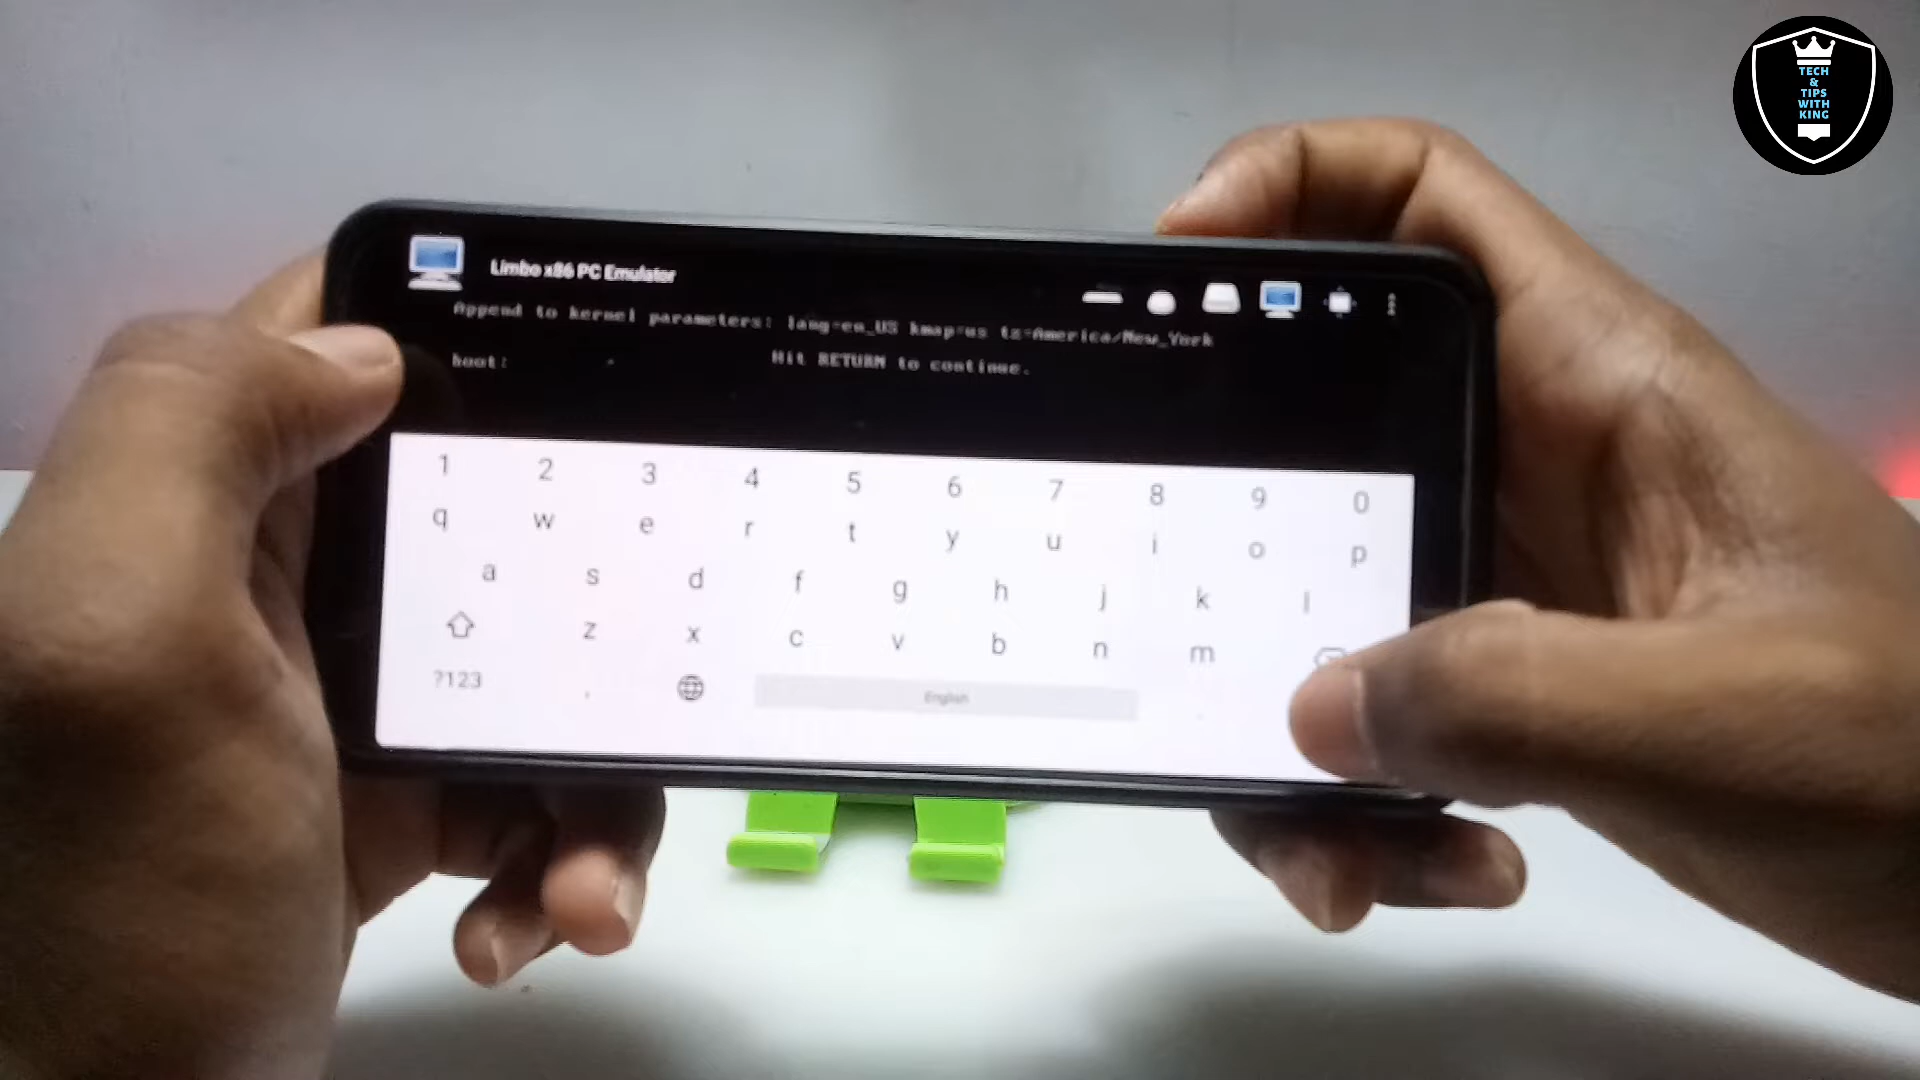 TECH
&
TIPS
WITH
KING
Limbo x86 PC Emulator
Append to kernel parameters: lang=en_US kmap=us tz=America/New_York
boot:
Hit RETURN to continue.
1 2 3 4 5 6 7 8 9 0
q w e r t y u i o p
a s d f g h j k l
z x c v b n m
?123 , English .